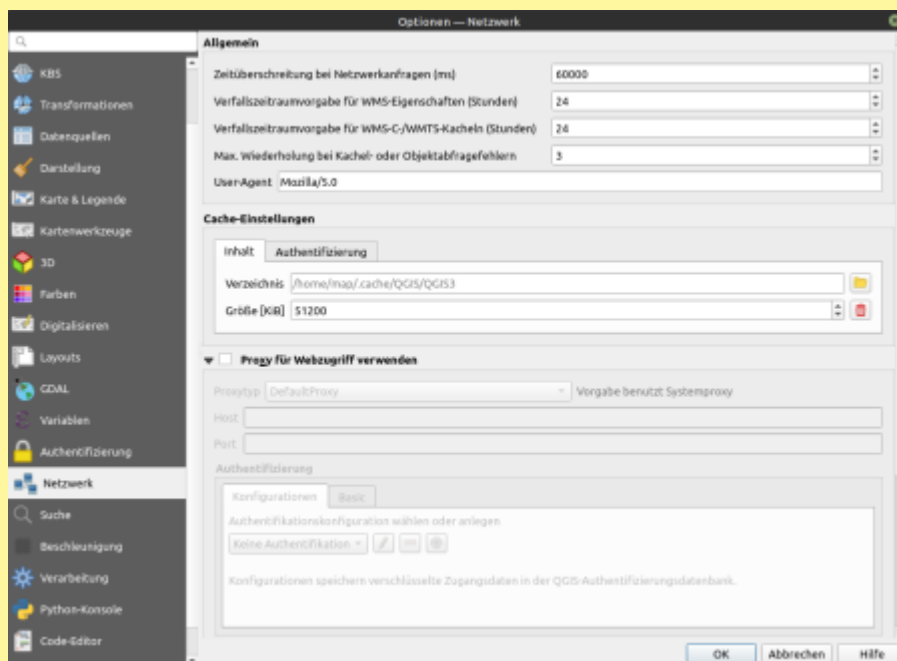 Optionen — Netzwerk
KBS
Transformationen
Datenquellen
Darstellung
Karte & Legende
Kartenwerkzeuge
3D
Farben
Digitalisieren
Layouts
GDAL
Variablen
Authentifizierung
Netzwerk
Suche
Beschleunigung
Verarbeitung
Python-Konsole
Code-Editor
Allgemein
Zeitüberschreitung bei Netzwerkanfragen (ms) 60000
Verfallszeitraumvorgabe für WMS-Eigenschaften (Stunden) 24
Verfallszeitraumvorgabe für WMS-C-/WMTS-Kacheln (Stunden) 24
Max. Wiederholung bei Kachel- oder Objektabfragefehlern 3
User-Agent Mozilla/5.0
Cache-Einstellungen
Inhalt Authentifizierung
Verzeichnis /home/map/.cache/QGIS/QGIS3
Größe [KiB] 51200
Proxy für Webzugriff verwenden
Proxytyp DefaultProxy Vorgabe benutzt Systemproxy
Host
Port
Authentifizierung
Konfigurationen Basic
Authentifikationskonfiguration wählen oder anlegen
Keine Authentifikation
Konfigurationen speichern verschlüsselte Zugangsdaten in der QGIS-Authentifizierungsdatenbank.
OK Abbrechen Hilfe